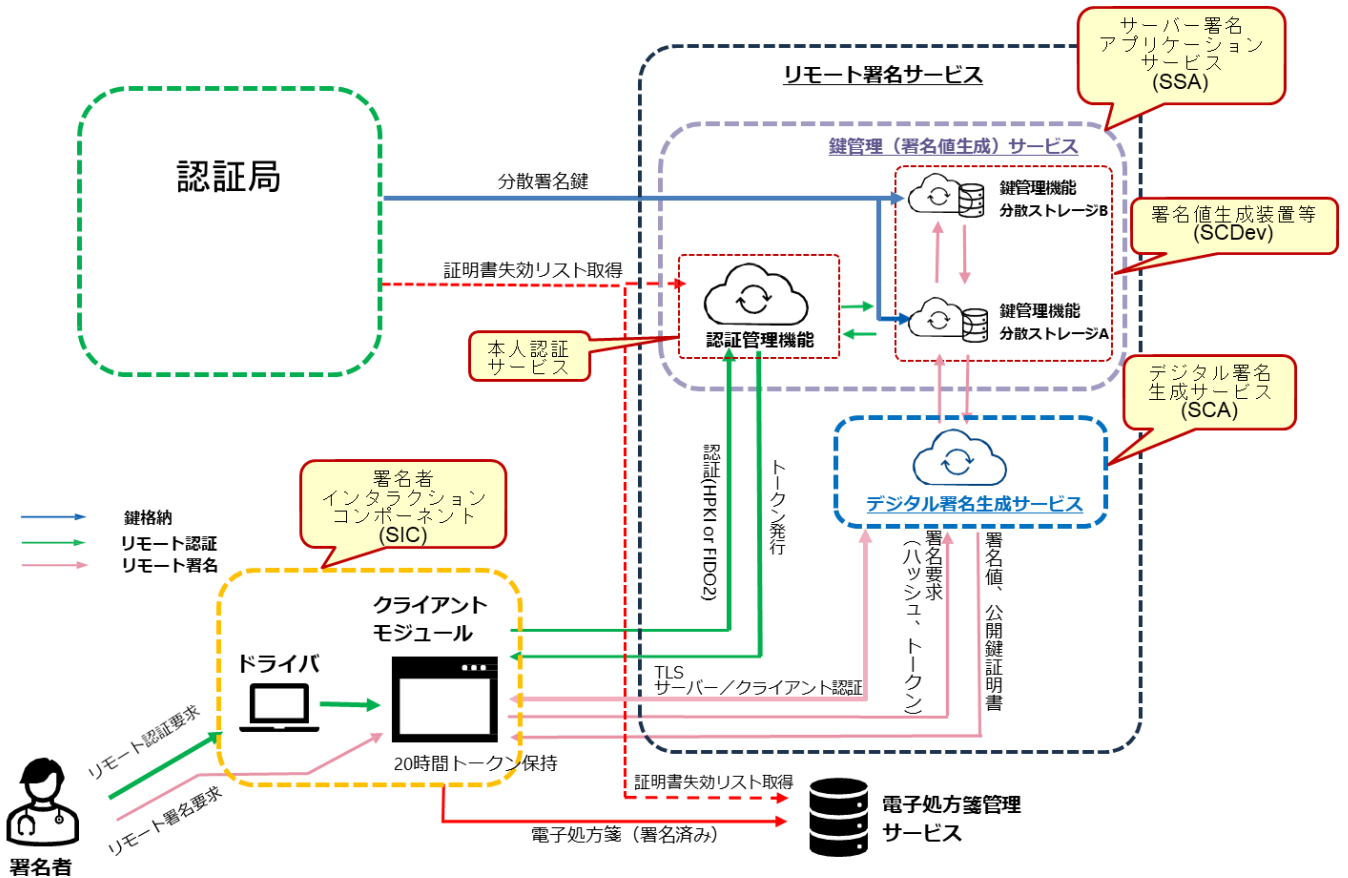 サーバー署名
アプリケーション
サービス
(SSA)
リモート署名サービス
認証局
鍵管理（署名値生成）サービス
分散署名鍵
鍵管理機能
分散ストレージB
署名値生成装置等
(SCDev)
証明書失効リスト取得
認証管理機能
鍵管理機能
分散ストレージA
本人認証
サービス
デジタル署名
生成サービス
(SCA)
署名者
インタラクション
コンポーネント
(SIC)
認証(HPKI or FIDO2)
トークン発行
デジタル署名生成サービス
鍵格納
リモート認証
リモート署名
署名要求
（ハッシュ、トークン）
署名値、公開鍵証明書
クライアント
モジュール
ドライバ
TLS
サーバー／クライアント認証
リモート認証要求
リモート署名要求
20時間トークン保持
証明書失効リスト取得
電子処方箋（署名済み）
電子処方箋管理
サービス
署名者